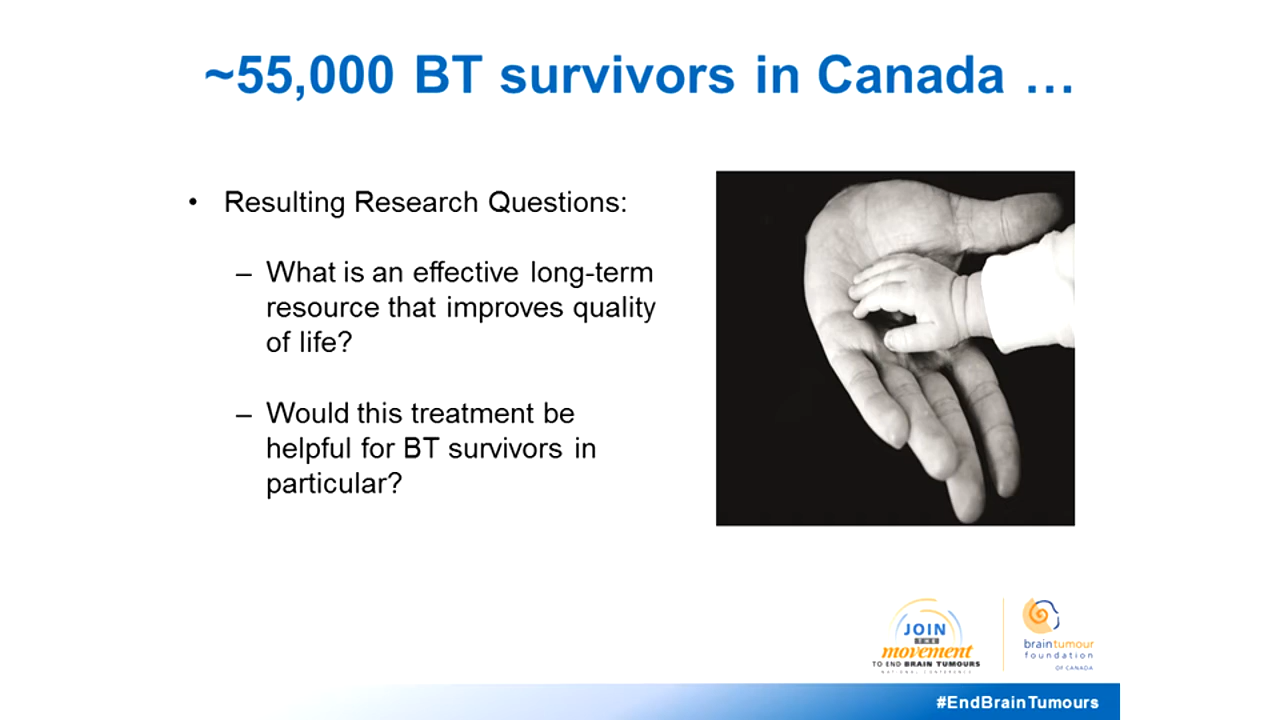 ~55,000 BT survivors in Canada …
• Resulting Research Questions:
– What is an effective long-term
resource that improves quality
of life?
– Would this treatment be
helpful for BT survivors in
particular?
JOIN
THE
movement
TO END BRAIN TUMOURS
NATIONAL CONFERENCE
braintumour
foundation
OF CANADA
#EndBrainTumours